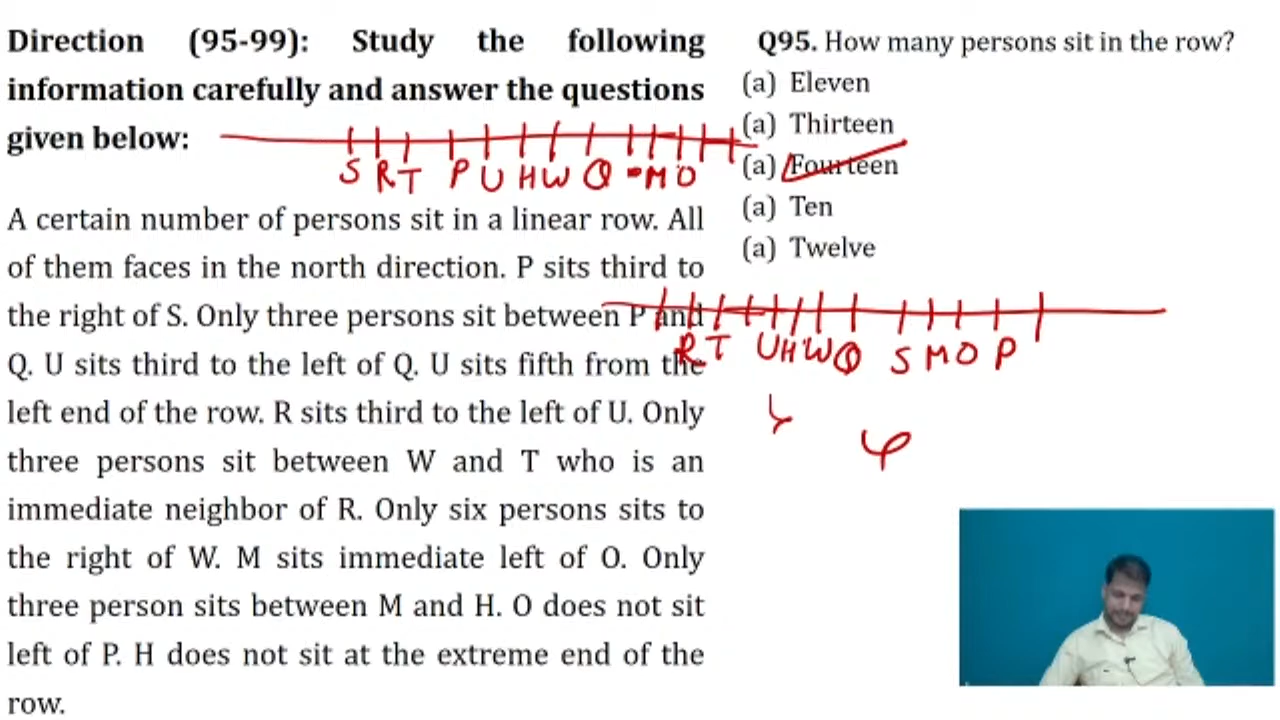 Direction (95-99): Study the following
information carefully and answer the questions
given below:
S R T P U H W Q M O
A certain number of persons sit in a linear row. All
of them faces in the north direction. P sits third to
the right of S. Only three persons sit between P and
Q. U sits third to the left of Q. U sits fifth from the
left end of the row. R sits third to the left of U. Only
three persons sit between W and T who is an
immediate neighbor of R. Only six persons sits to
the right of W. M sits immediate left of O. Only
three person sits between M and H. O does not sit
left of P. H does not sit at the extreme end of the
row.
Q95. How many persons sit in the row?
(a) Eleven
(a) Thirteen
(a) Fourteen
(a) Ten
(a) Twelve
R T U H W Q S M O P